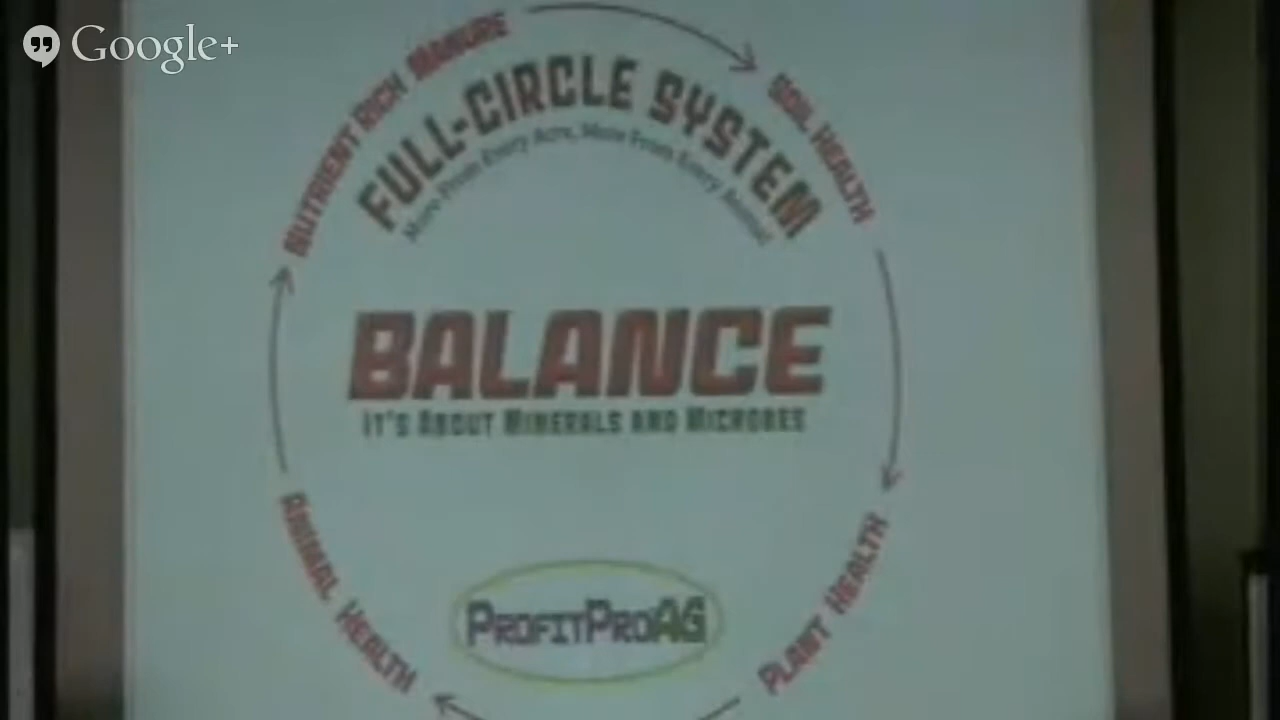 Google+
NUTRIENT RICH MANURE
FULL-CIRCLE SYSTEM
More From Every Acre, More From Every Animal
SOIL HEALTH
BALANCE
IT'S ABOUT MINERALS AND MICROBES
ANIMAL HEALTH
PROFITPROAG
PLANT HEALTH